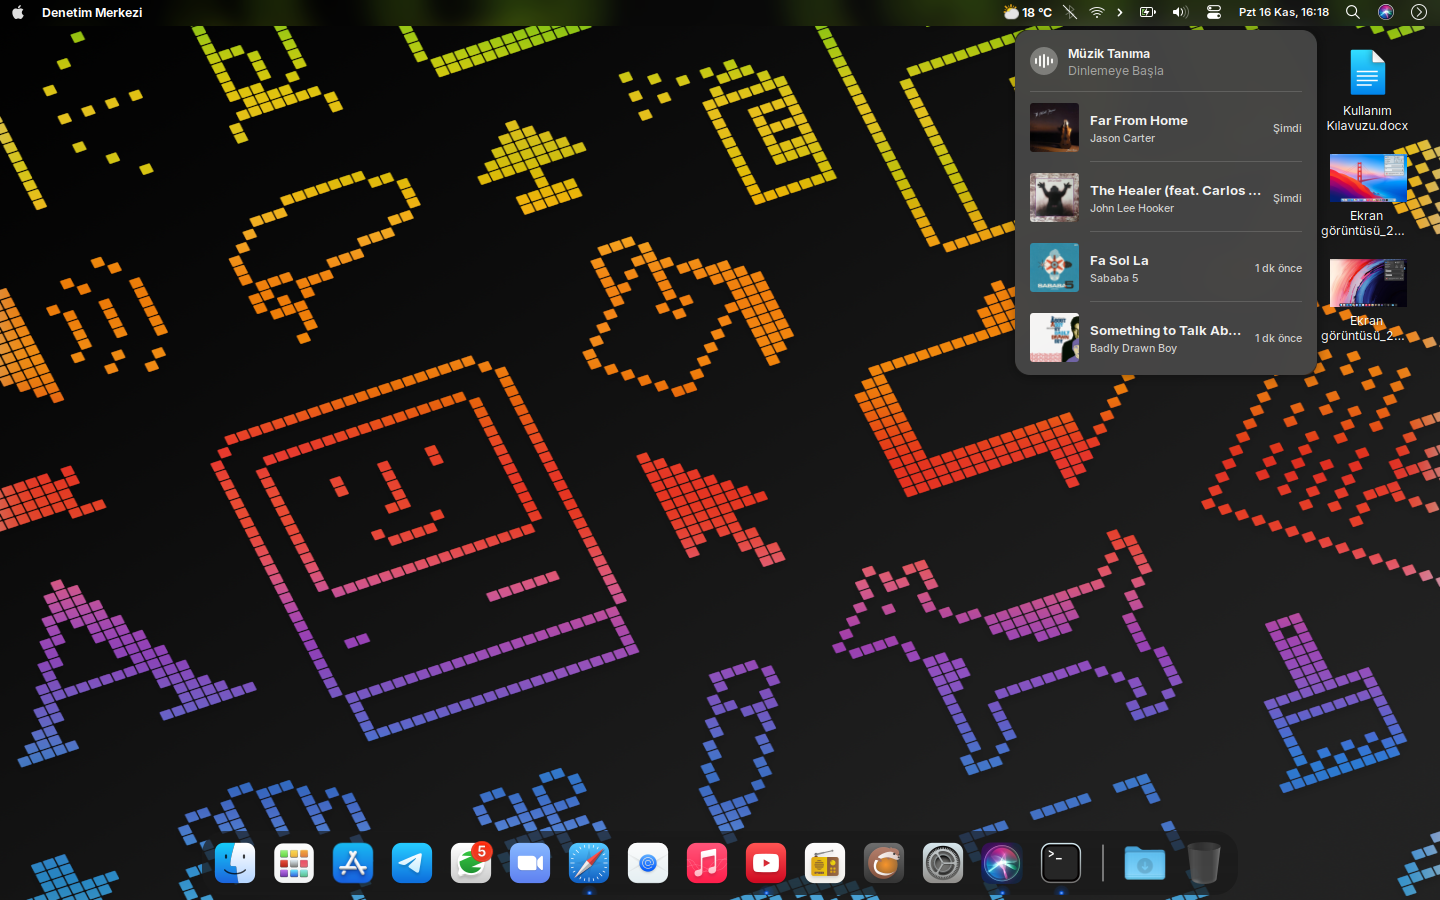 Denetim Merkezi
18 °C
Pzt 16 Kas, 16:18
Müzik Tanıma
Dinlemeye Başla
Far From Home
Jason Carter
Şimdi
The Healer (feat. Carlos ...
John Lee Hooker
Şimdi
Fa Sol La
Sababa 5
1 dk önce
Something to Talk Ab...
Badly Drawn Boy
1 dk önce
Kullanım
Kılavuzu.docx
Ekran
görüntüsü_2...
Ekran
görüntüsü_2...
5
>_